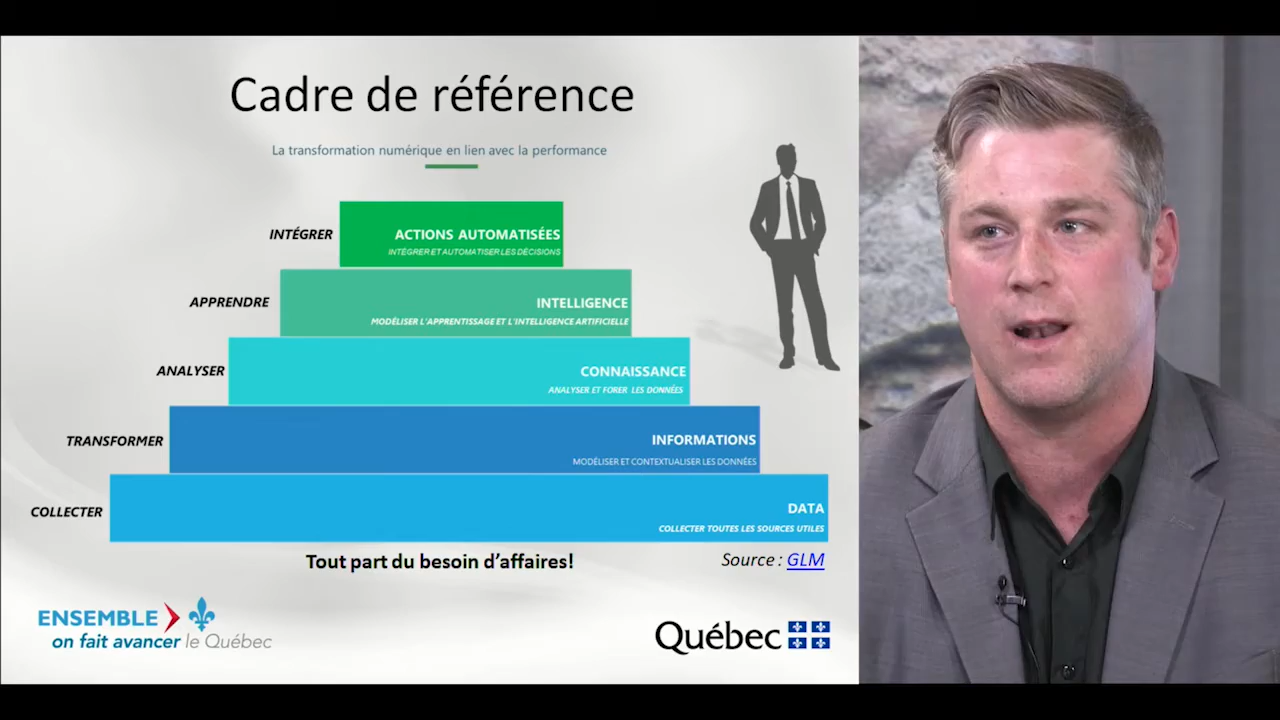 Cadre de référence
La transformation numérique en lien avec la performance
INTÉGRER
ACTIONS AUTOMATISÉES
INTÉGRER ET AUTOMATISER LES DÉCISIONS
APPRENDRE
INTELLIGENCE
MODÉLISER L'APPRENTISSAGE ET L'INTELLIGENCE ARTIFICIELLE
ANALYSER
CONNAISSANCE
ANALYSER ET FORER LES DONNÉES
TRANSFORMER
INFORMATIONS
MODÉLISER ET CONTEXTUALISER LES DONNÉES
COLLECTER
DATA
COLLECTER TOUTES LES SOURCES UTILES
Tout part du besoin d'affaires!
Source : GLM
ENSEMBLE
on fait avancer le Québec
Québec